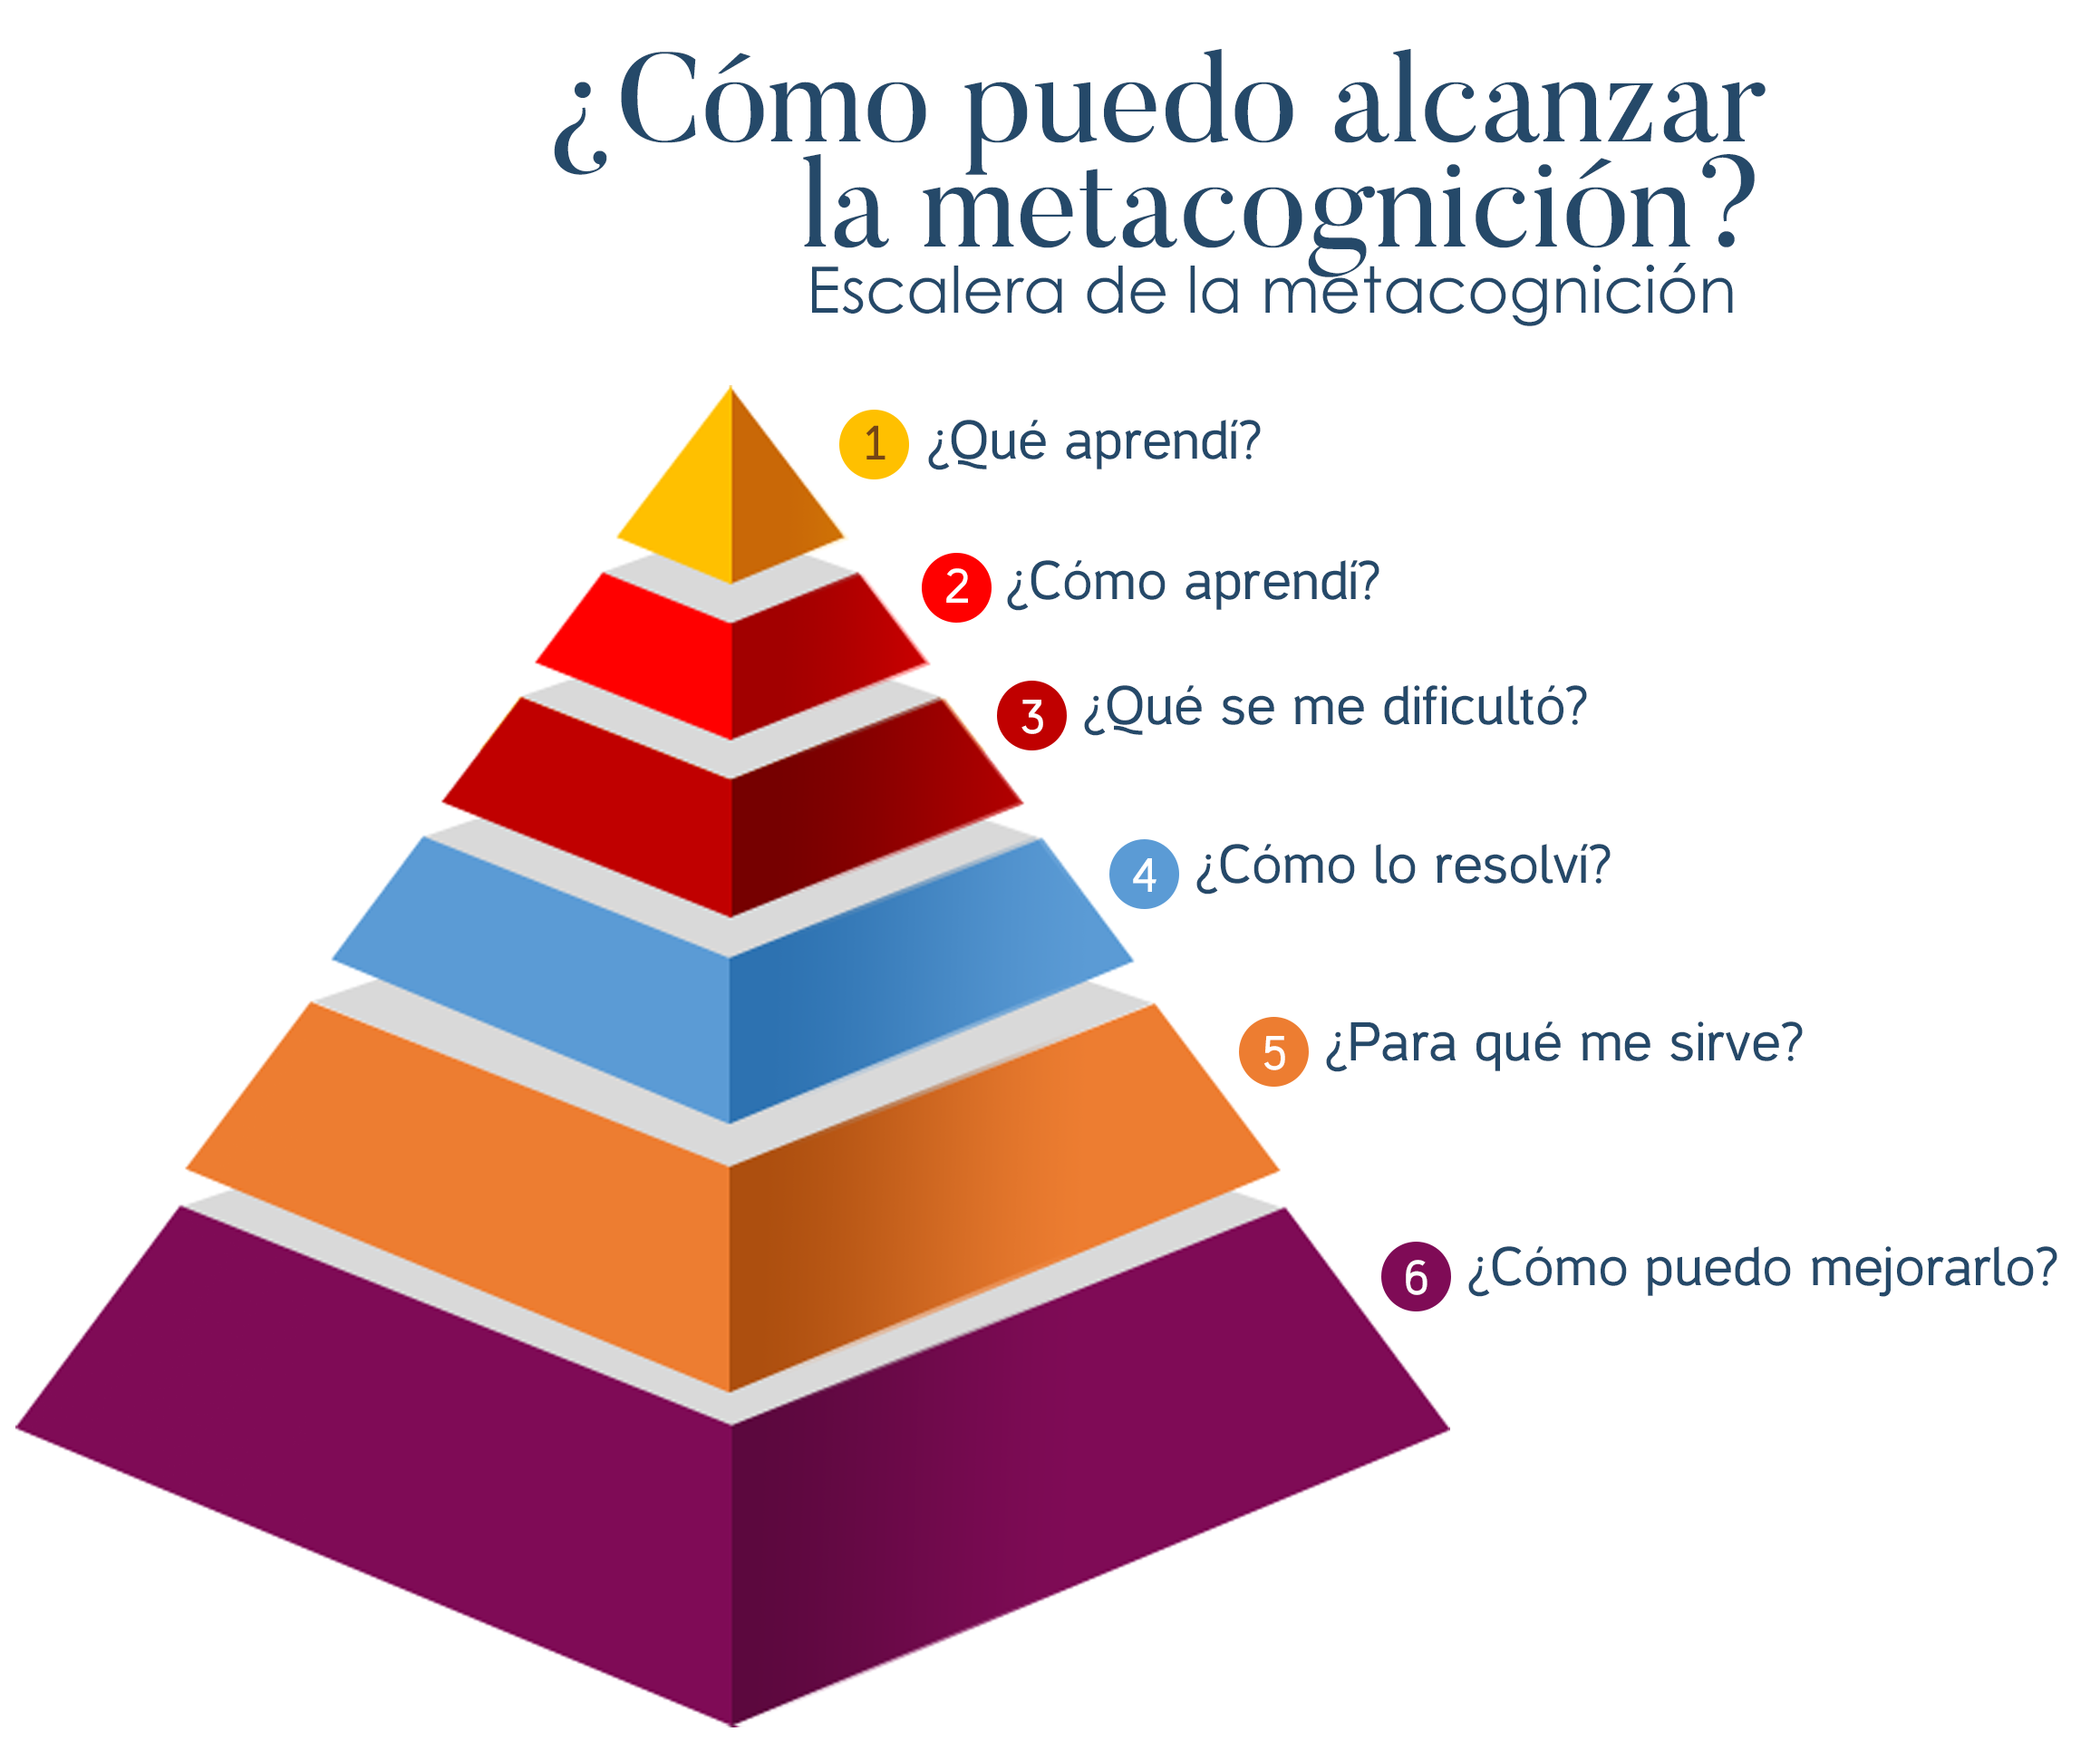 ¿Cómo puedo alcanzar
la metacognición?
Escalera de la metacognición
1 ¿Qué aprendí?
2 ¿Cómo aprendí?
3 ¿Qué se me dificultó?
4 ¿Cómo lo resolví?
5 ¿Para qué me sirve?
6 ¿Cómo puedo mejorarlo?